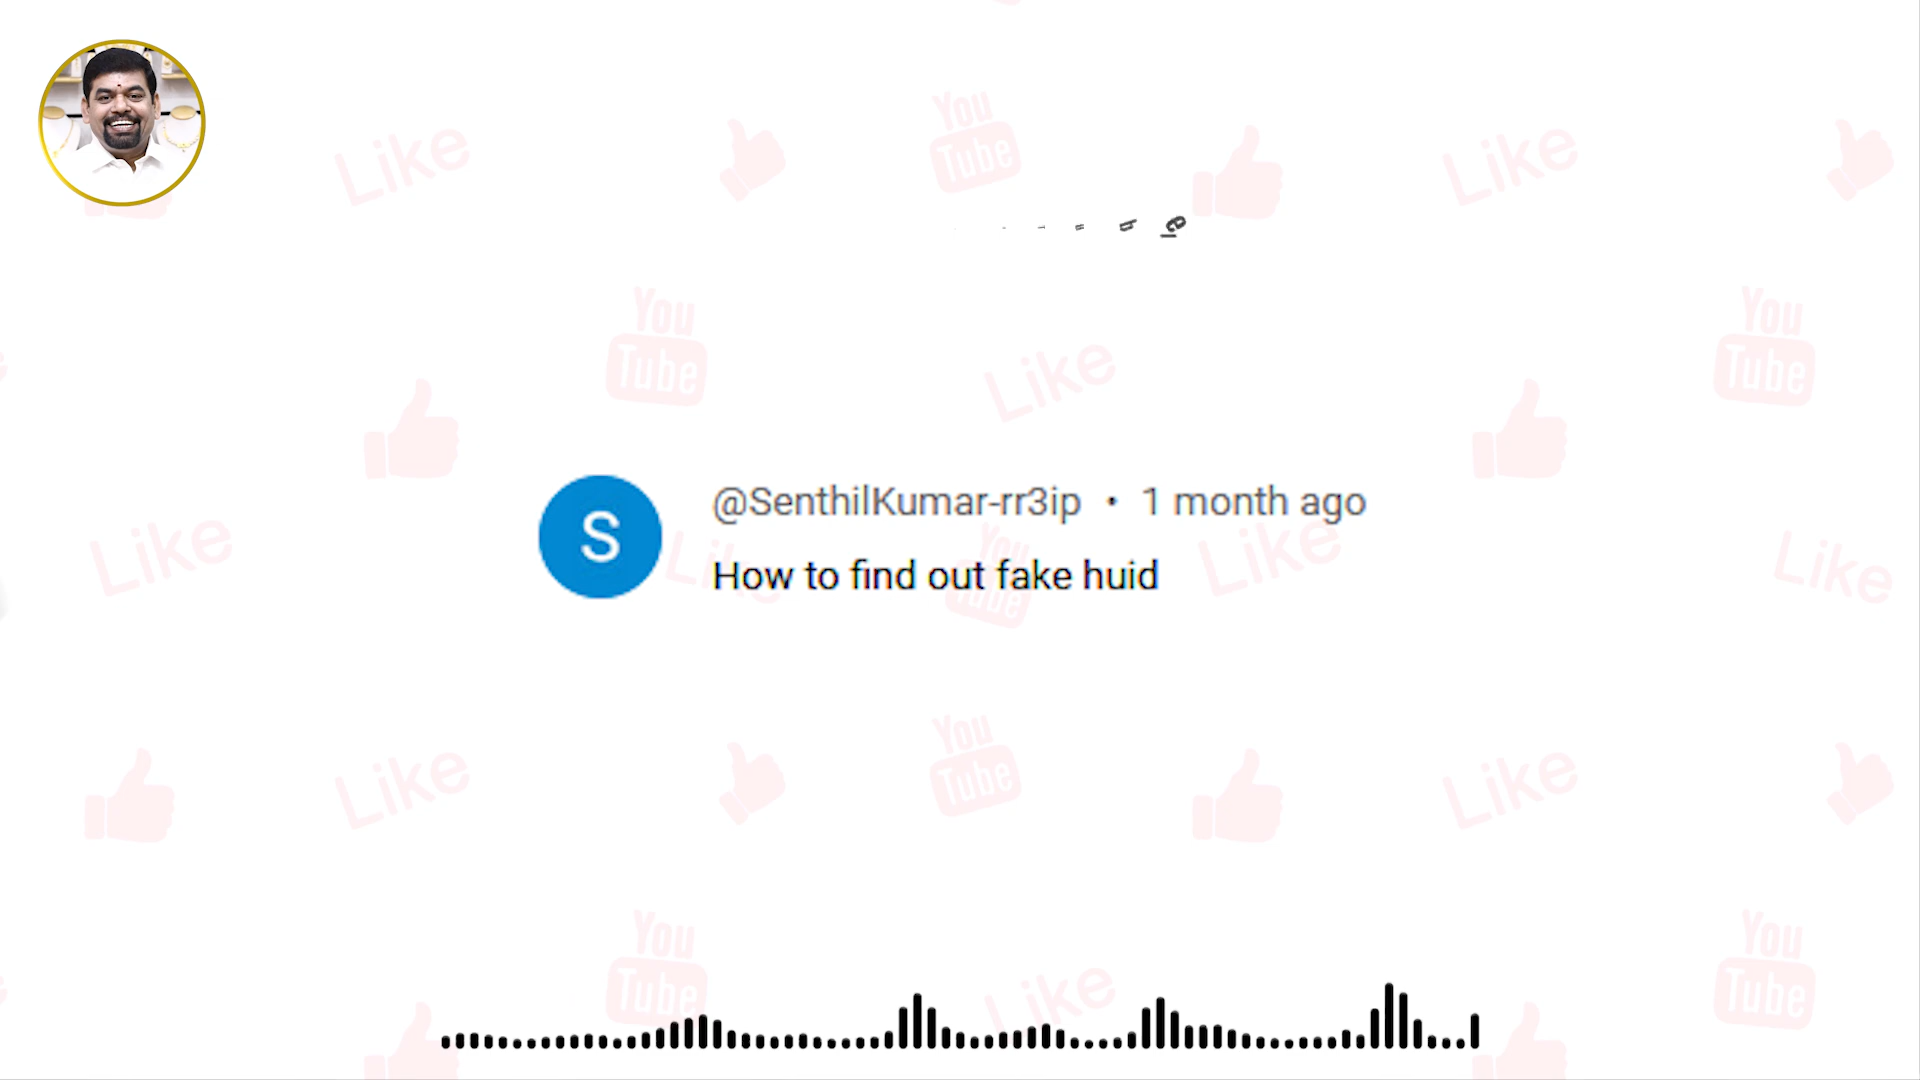 @SenthilKumar-rr3ip • 1 month ago
How to find out fake huid